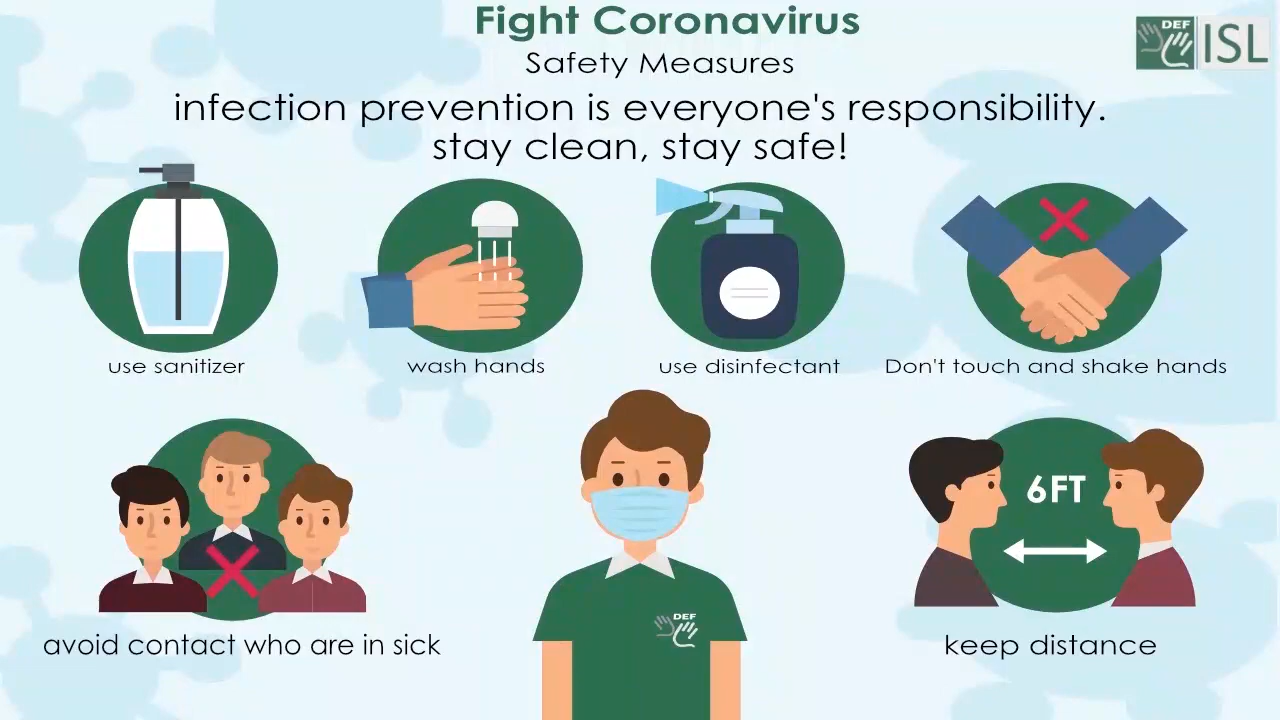 Fight Coronavirus
DEF
ISL
Safety Measures
infection prevention is everyone's responsibility.
stay clean, stay safe!
use sanitizer
wash hands
use disinfectant
Don't touch and shake hands
6FT
DEF
avoid contact who are in sick
keep distance